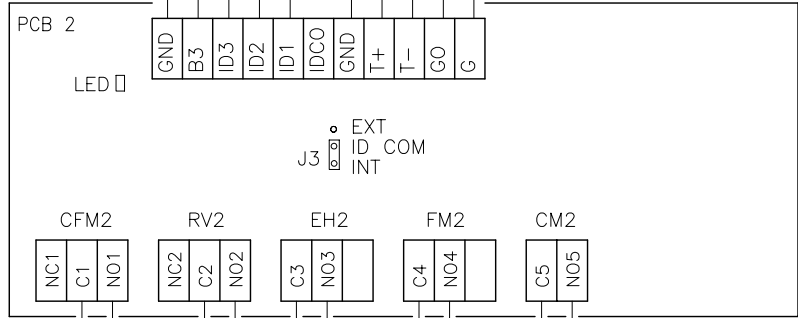 PCB 2
GND B3 ID3 ID2 ID1 IDCO GND T+ T- GO G
LED
EXT
J3 ID COM
INT
CFM2 RV2 EH2 FM2 CM2
NC1 C1 NO1 NC2 C2 NO2 C3 NO3 C4 NO4 C5 NO5